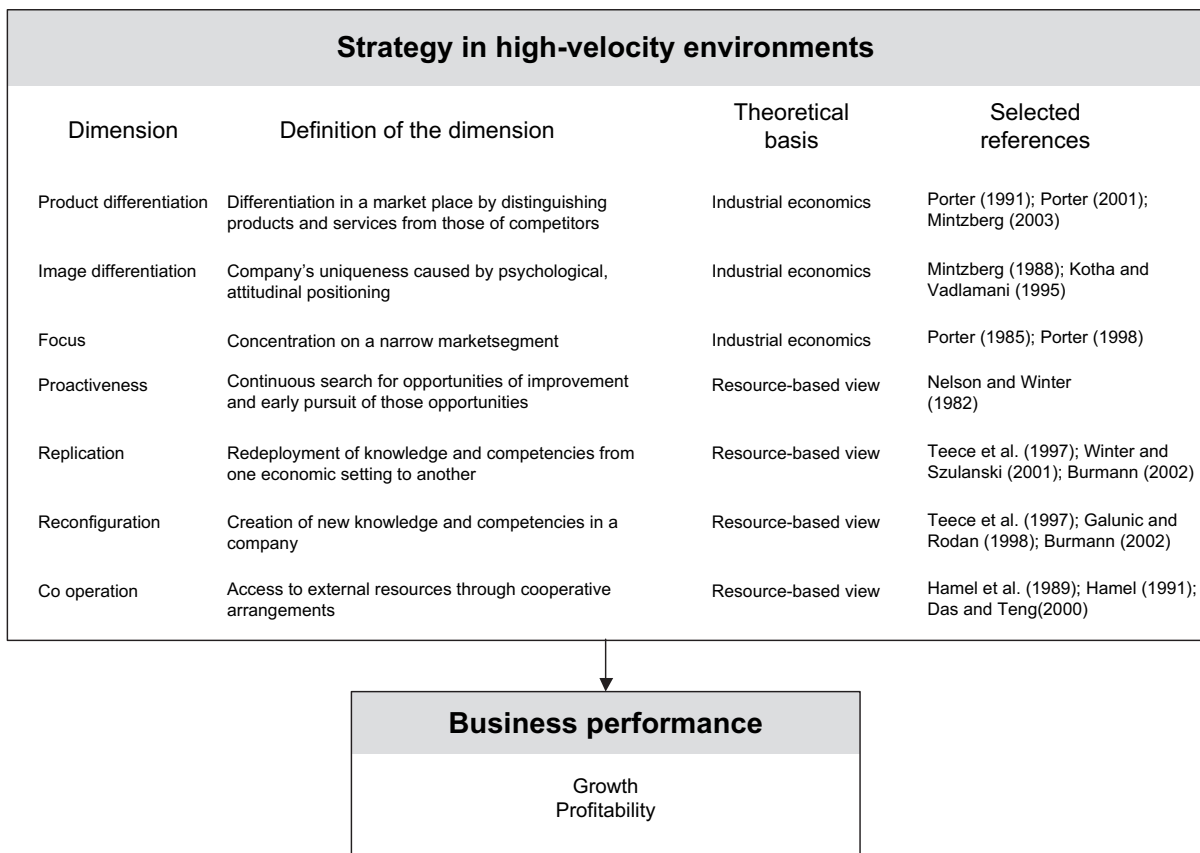 Strategy in high-velocity environments
Dimension
Definition of the dimension
Theoretical
basis
Selected
references
Product differentiation
Differentiation in a market place by distinguishing
products and services from those of competitors
Industrial economics
Porter (1991); Porter (2001);
Mintzberg (2003)
Image differentiation
Company's uniqueness caused by psychological,
attitudinal positioning
Industrial economics
Mintzberg (1988); Kotha and
Vadlamani (1995)
Focus
Concentration on a narrow marketsegment
Industrial economics
Porter (1985); Porter (1998)
Proactiveness
Continuous search for opportunities of improvement
and early pursuit of those opportunities
Resource-based view
Nelson and Winter
(1982)
Replication
Redeployment of knowledge and competencies from
one economic setting to another
Resource-based view
Teece et al. (1997); Winter and
Szulanski (2001); Burmann (2002)
Reconfiguration
Creation of new knowledge and competencies in a
company
Resource-based view
Teece et al. (1997); Galunic and
Rodan (1998); Burmann (2002)
Co operation
Access to external resources through cooperative
arrangements
Resource-based view
Hamel et al. (1989); Hamel (1991);
Das and Teng(2000)
Business performance
Growth
Profitability